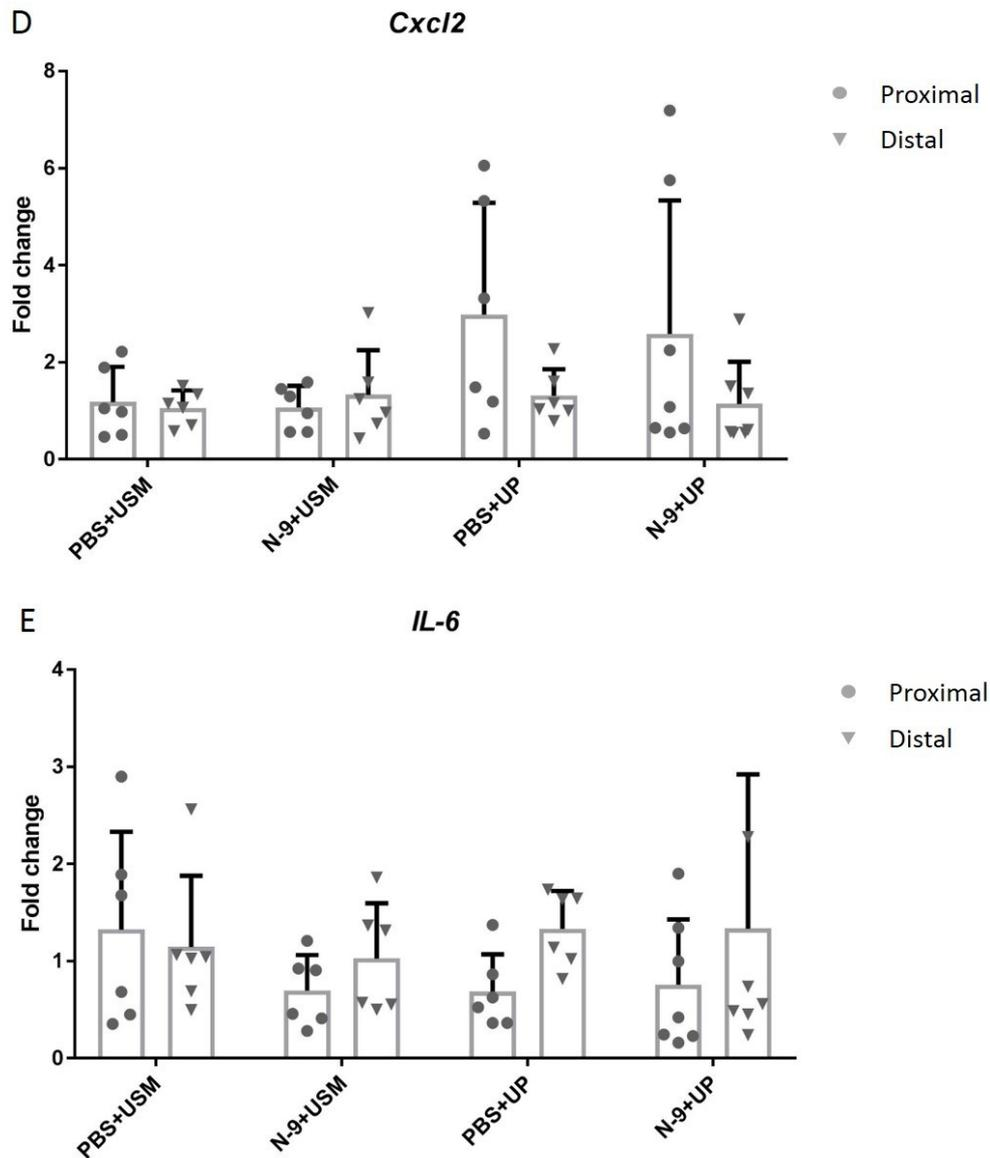 D
Cxcl2
Proximal
Distal
Fold change
8
6
4
2
0
PBS+USM
N-9+USM
PBS+UP
N-9+UP
E
IL-6
Proximal
Distal
Fold change
4
3
2
1
0
PBS+USM
N-9+USM
PBS+UP
N-9+UP